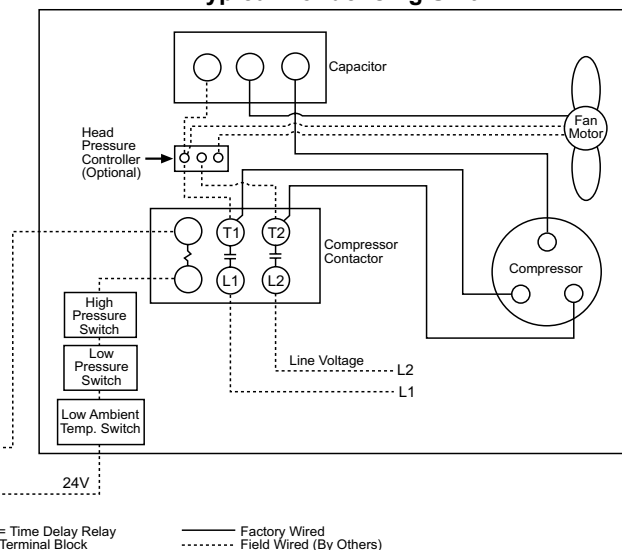 Capacitor
Fan
Motor
Head
Pressure
Controller
(Optional)
T1
T2
Compressor
Contactor
L1
L2
Compressor
High
Pressure
Switch
Low
Pressure
Switch
Line Voltage
L2
L1
Low Ambient
Temp. Switch
24V
= Time Delay Relay
Terminal Block
Factory Wired
Field Wired (By Others)